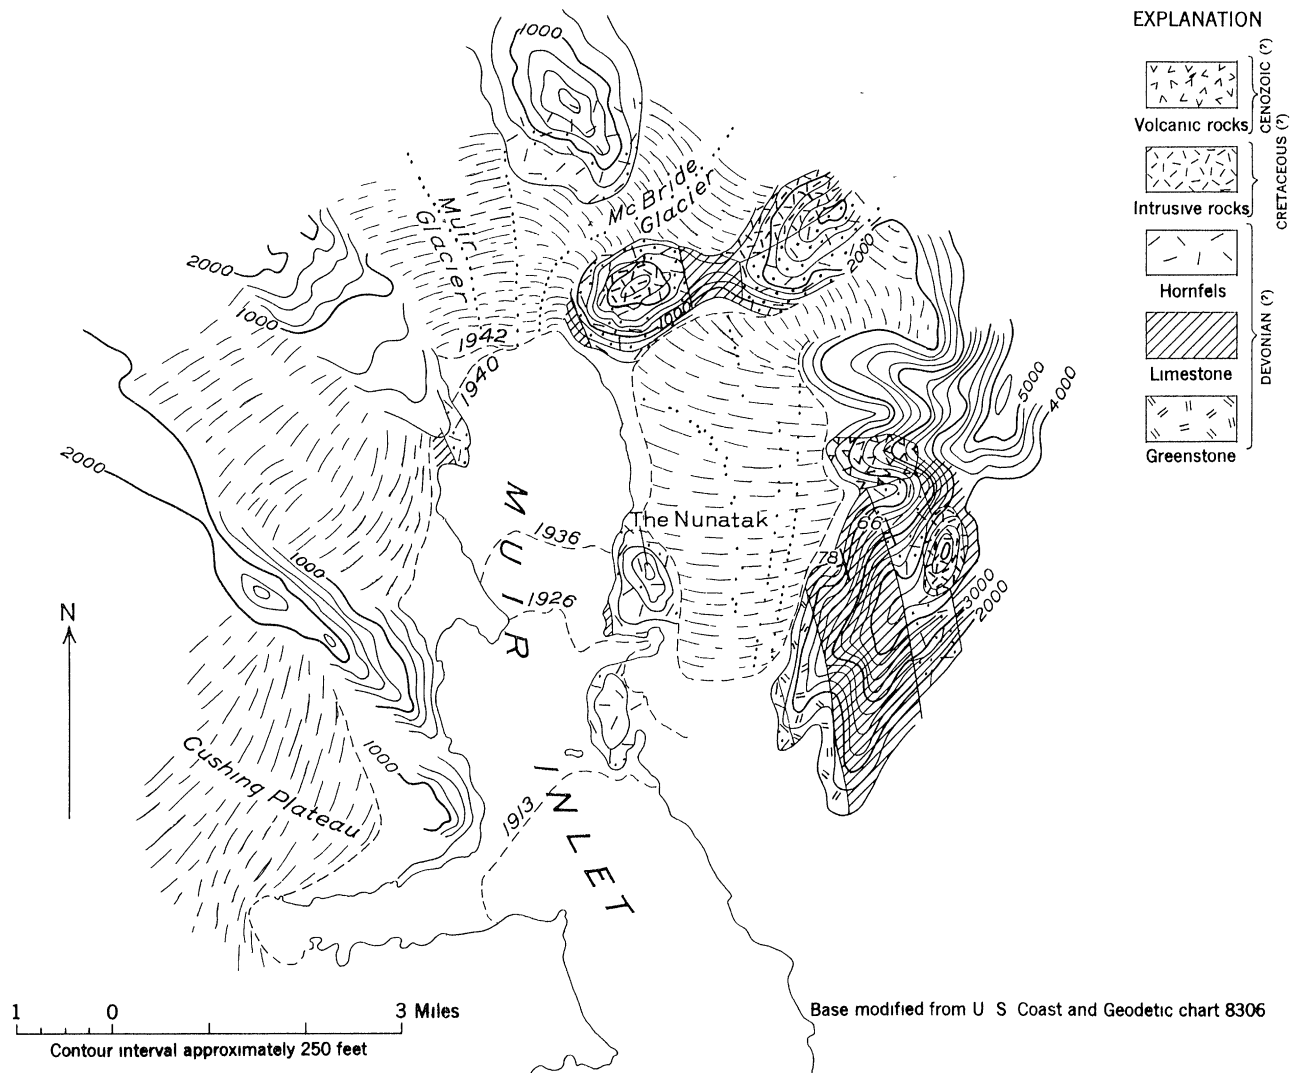 EXPLANATION
Volcanic rocks
CENOZOIC (?)
Intrusive rocks
CRETACEOUS (?)
Hornfels
Limestone
Greenstone
DEVONIAN (?)
1000
Muir
Glacier
McBride
Glacier
2000
1000
2000
1000
1942
1940
5000
4000
2000
The Nunatak
66
78
1936
1926
1000
3000
2000
N
MUIR
INLET
1000
Cushing Plateau
1913
1 0 3 Miles
Contour interval approximately 250 feet
Base modified from U S Coast and Geodetic chart 8306